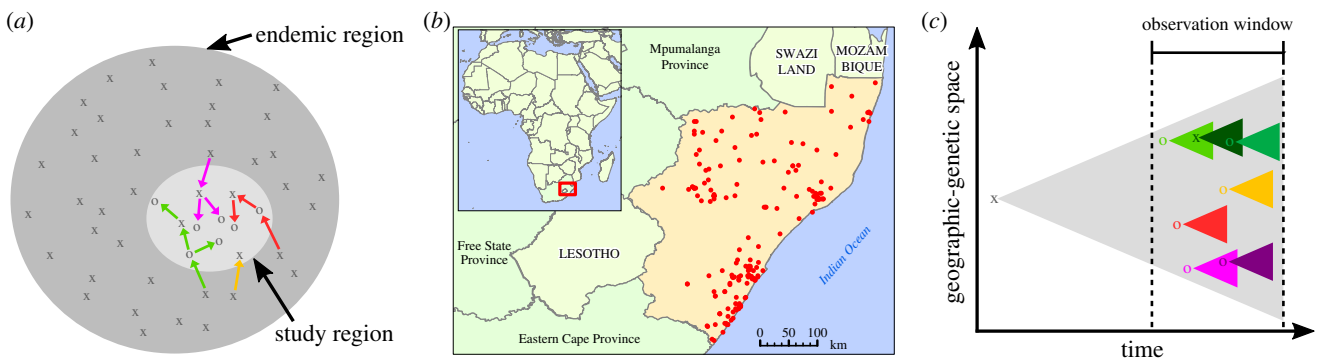 (a)
endemic region
study region
(b)
Mpumalanga
Province
SWAZI
LAND
MOZAM
BIQUE
Free State
Province
LESOTHO
Indian Ocean
Eastern Cape Province
0 50 100
km
(c)
observation window
geographic-genetic space
time